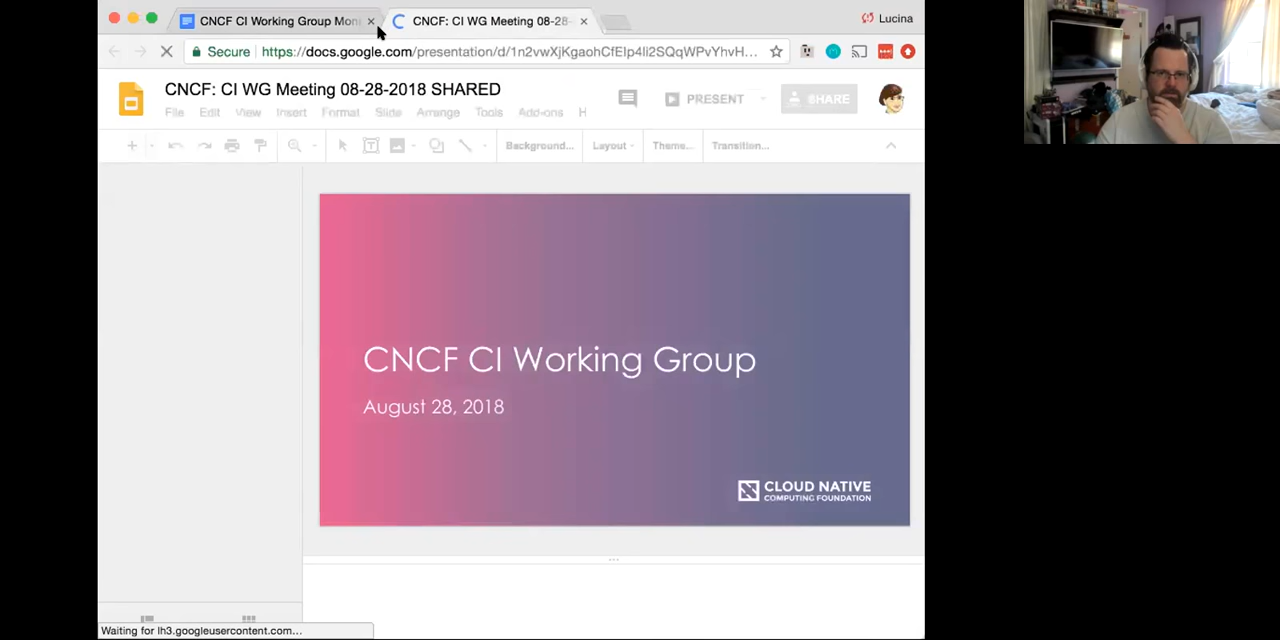 CNCF CI Working Group Mon
CNCF: CI WG Meeting 08-28-
Lucina
Secure
https://docs.google.com/presentation/d/1n2vwXjKgaohCfEIp4li2SQqWPvYhvH...
CNCF: CI WG Meeting 08-28-2018 SHARED
PRESENT
SHARE
File Edit View Insert Format Slide Arrange Tools Add-ons H
Background... Layout Theme... Transition...
CNCF CI Working Group
August 28, 2018
CLOUD NATIVE
COMPUTING FOUNDATION
Waiting for lh3.googleusercontent.com...